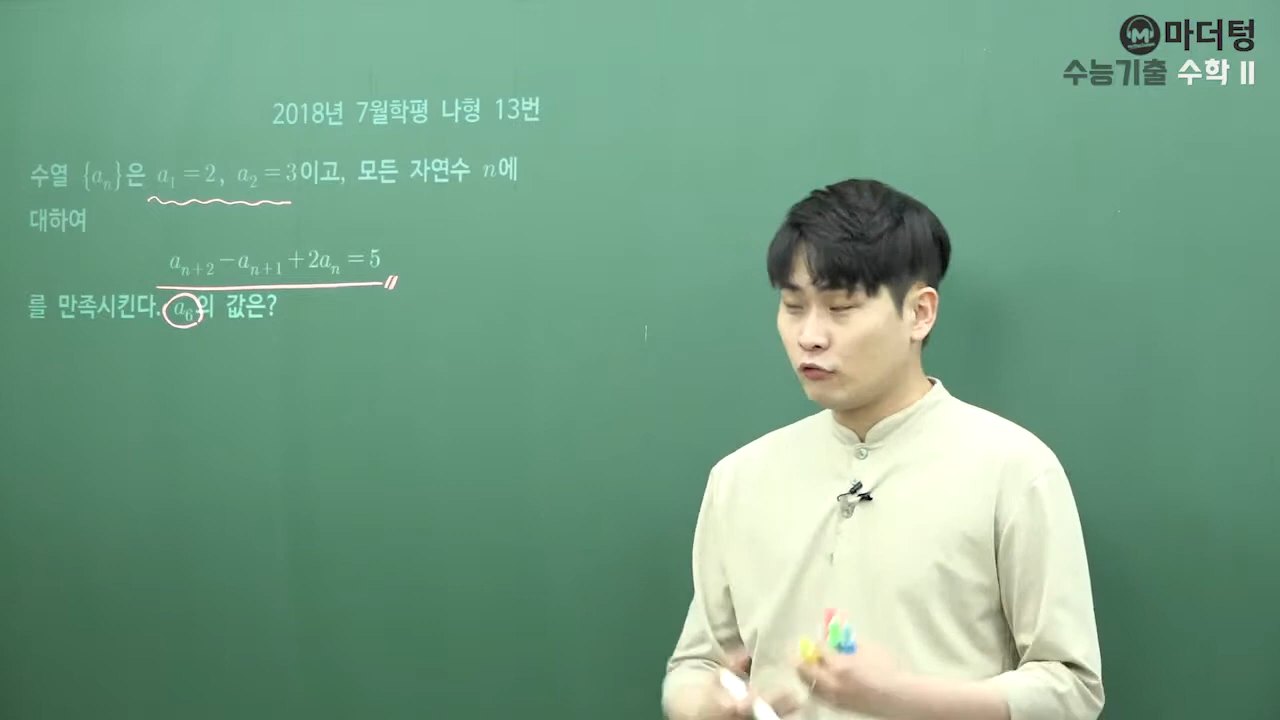 마더텅
수능기출 수학 II
2018년 7월학평 나형 13번
수열 {aₙ}은 a₁=2, a₂=3이고, 모든 자연수 n에
대하여
aₙ₊₂-aₙ₊₁+2aₙ=5
를 만족시킨다. a₆의 값은?